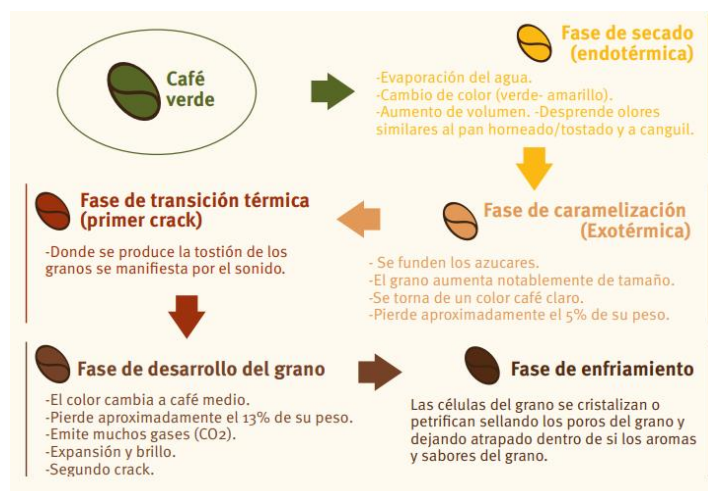 Café
verde
Fase de secado
(endotérmica)
-Evaporación del agua.
-Cambio de color (verde- amarillo).
-Aumento de volumen. -Desprende olores
similares al pan horneado/tostado y a canguil.
Fase de caramelización
(Exotérmica)
- Se funden los azucares.
-El grano aumenta notablemente de tamaño.
-Se torna de un color café claro.
-Pierde aproximadamente el 5% de su peso.
Fase de transición térmica
(primer crack)
-Donde se produce la tostión de los
granos se manifiesta por el sonido.
Fase de desarrollo del grano
-El color cambia a café medio.
-Pierde aproximadamente el 13% de su peso.
-Emite muchos gases (CO2).
-Expansión y brillo.
-Segundo crack.
Fase de enfriamiento
Las células del grano se cristalizan o
petrifican sellando los poros del grano y
dejando atrapado dentro de si los aromas
y sabores del grano.